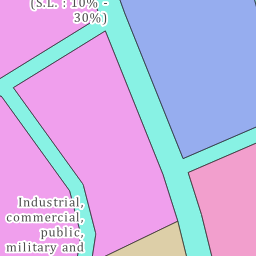 (S.L. : 10% -
30%)
Industrial,
commercial,
public,
military and